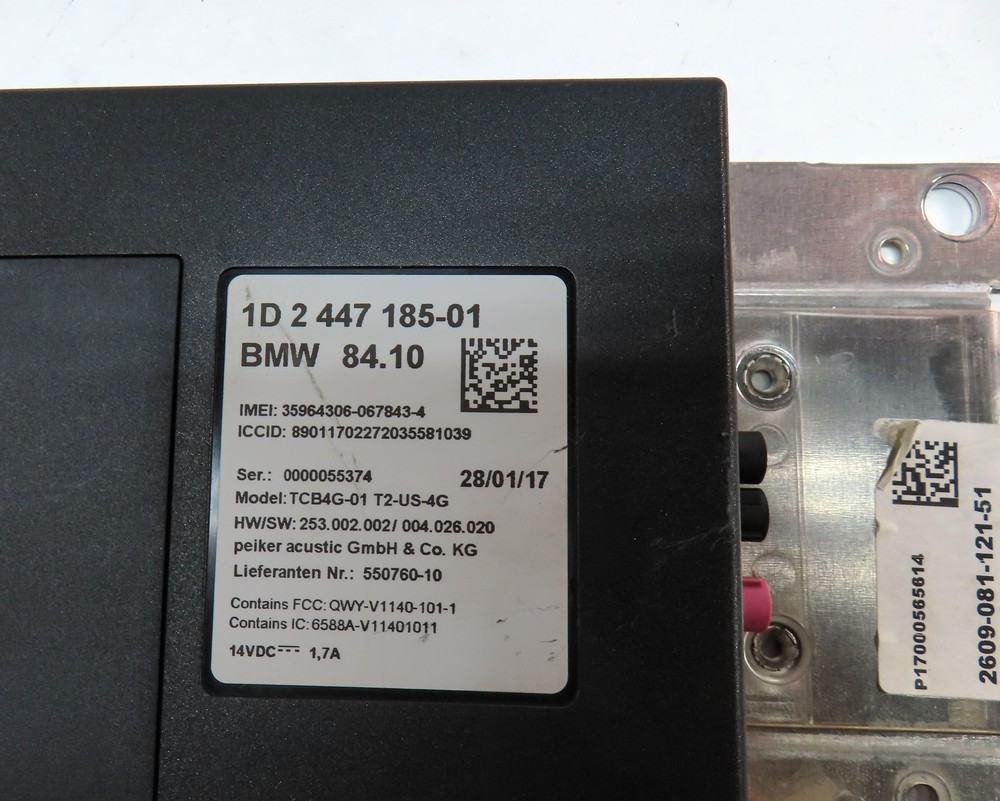 1D 2 447 185-01
BMW 84.10
IMEI: 35964306-067843-4
ICCID: 89011702272035581039
Ser.: 0000055374 28/01/17
Model: TCB4G-01 T2-US-4G
HW/SW: 253.002.002/ 004.026.020
peiker acustic GmbH & Co. KG
Lieferanten Nr.: 550760-10
Contains FCC: QWY-V1140-101-1
Contains IC: 6588A-V11401011
14VDC⎓ 1,7A
P17000565614
2609-081-121-51